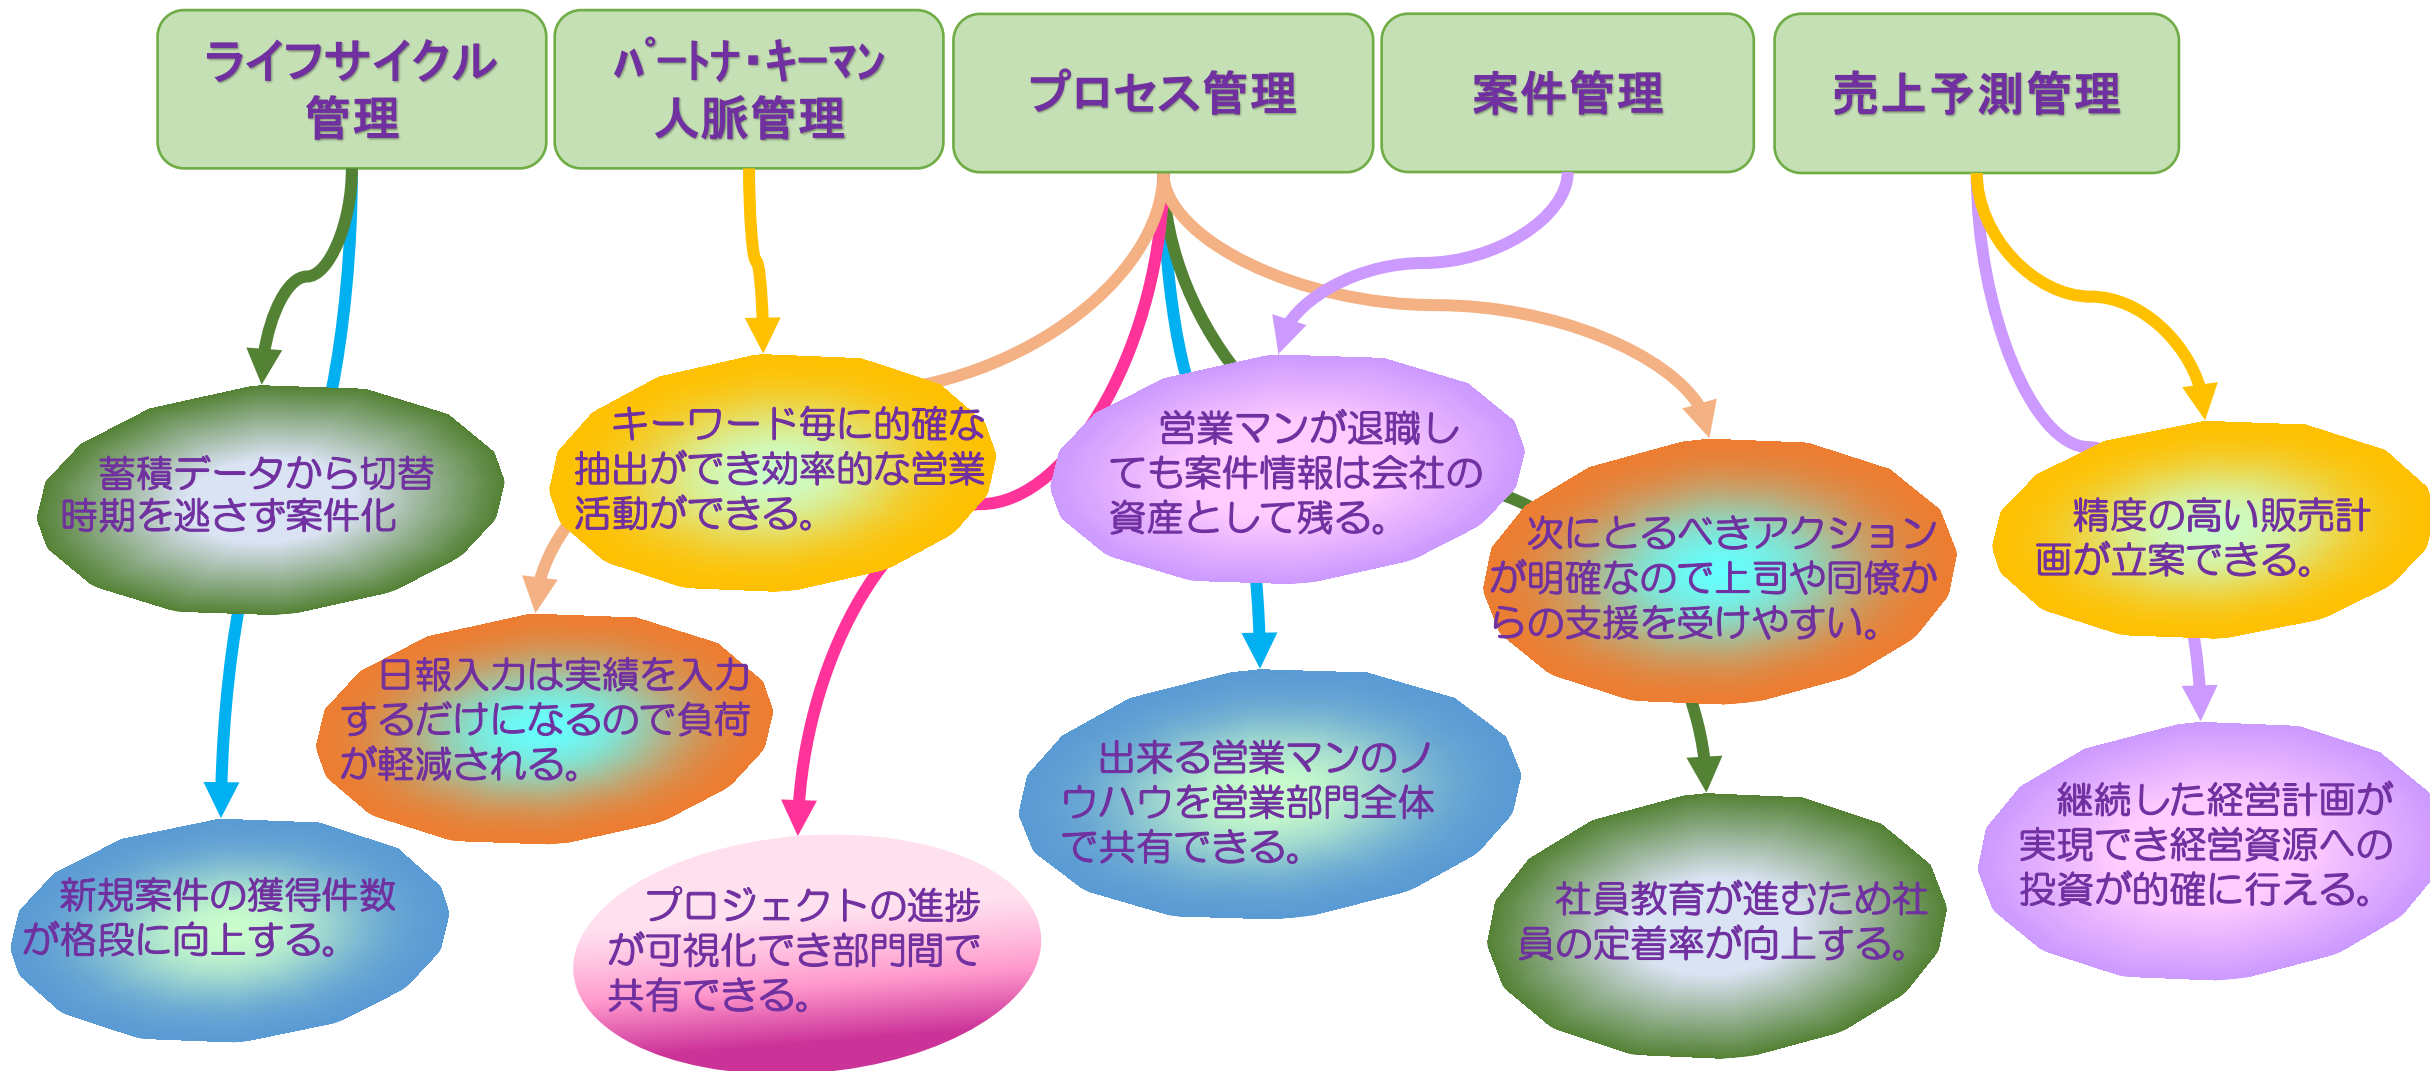 ライフサイクル
管理
パートナ・キーマン
人脈管理
プロセス管理
案件管理
売上予測管理
蓄積データから切替
時期を逃さず案件化
キーワード毎に的確な
抽出ができ効率的な営業
活動ができる。
営業マンが退職し
ても案件情報は会社の
資産として残る。
次にとるべきアクション
が明確なので上司や同僚か
らの支援を受けやすい。
精度の高い販売計
画が立案できる。
日報入力は実績を入力
するだけになるので負荷
が軽減される。
出来る営業マンのノ
ウハウを営業部門全体
で共有できる。
新規案件の獲得件数
が格段に向上する。
プロジェクトの進捗
が可視化でき部門間で
共有できる。
社員教育が進むため社
員の定着率が向上する。
継続した経営計画が
実現でき経営資源への
投資が的確に行える。